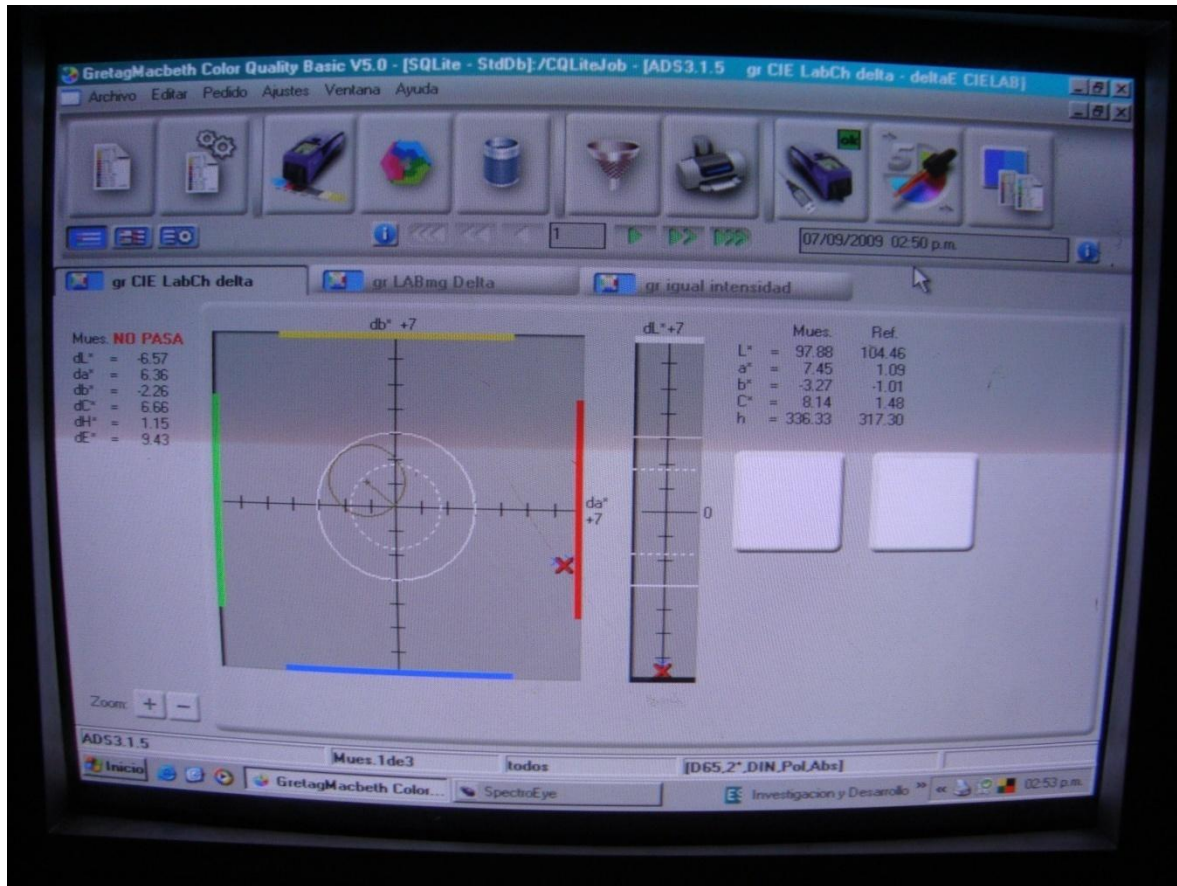 GretagMacbeth Color Quality Basic V5.0 - [SQLite - StdDb]:/CQLiteJob - [ADS3.1.5 gr CIE LabCh delta - deltaE CIELAB]
Archivo Editar Pedido Ajustes Ventana Ayuda
ok
1
07/09/2009 02:50 p.m.
gr CIE LabCh delta
gr LABmg Delta
gr igual intensidad
Mues. NO PASA
dL* = -6.57
da* = 6.36
db* = -2.26
dC* = 6.66
dH* = 1.15
dE* = 9.43
db* +7
da*
+7
dL*+7
0
Mues. Ref.
L* = 97.88 104.46
a* = 7.45 1.09
b* = -3.27 -1.01
C* = 8.14 1.48
h = 336.33 317.30
Zoom: + -
ADS3.1.5
Mues.1de3
todos
[D65,2°,DIN,Pol,Abs]
Inicio
GretagMacbeth Color...
SpectroEye
ES Investigacion y Desarrollo » «
02:53 p.m.